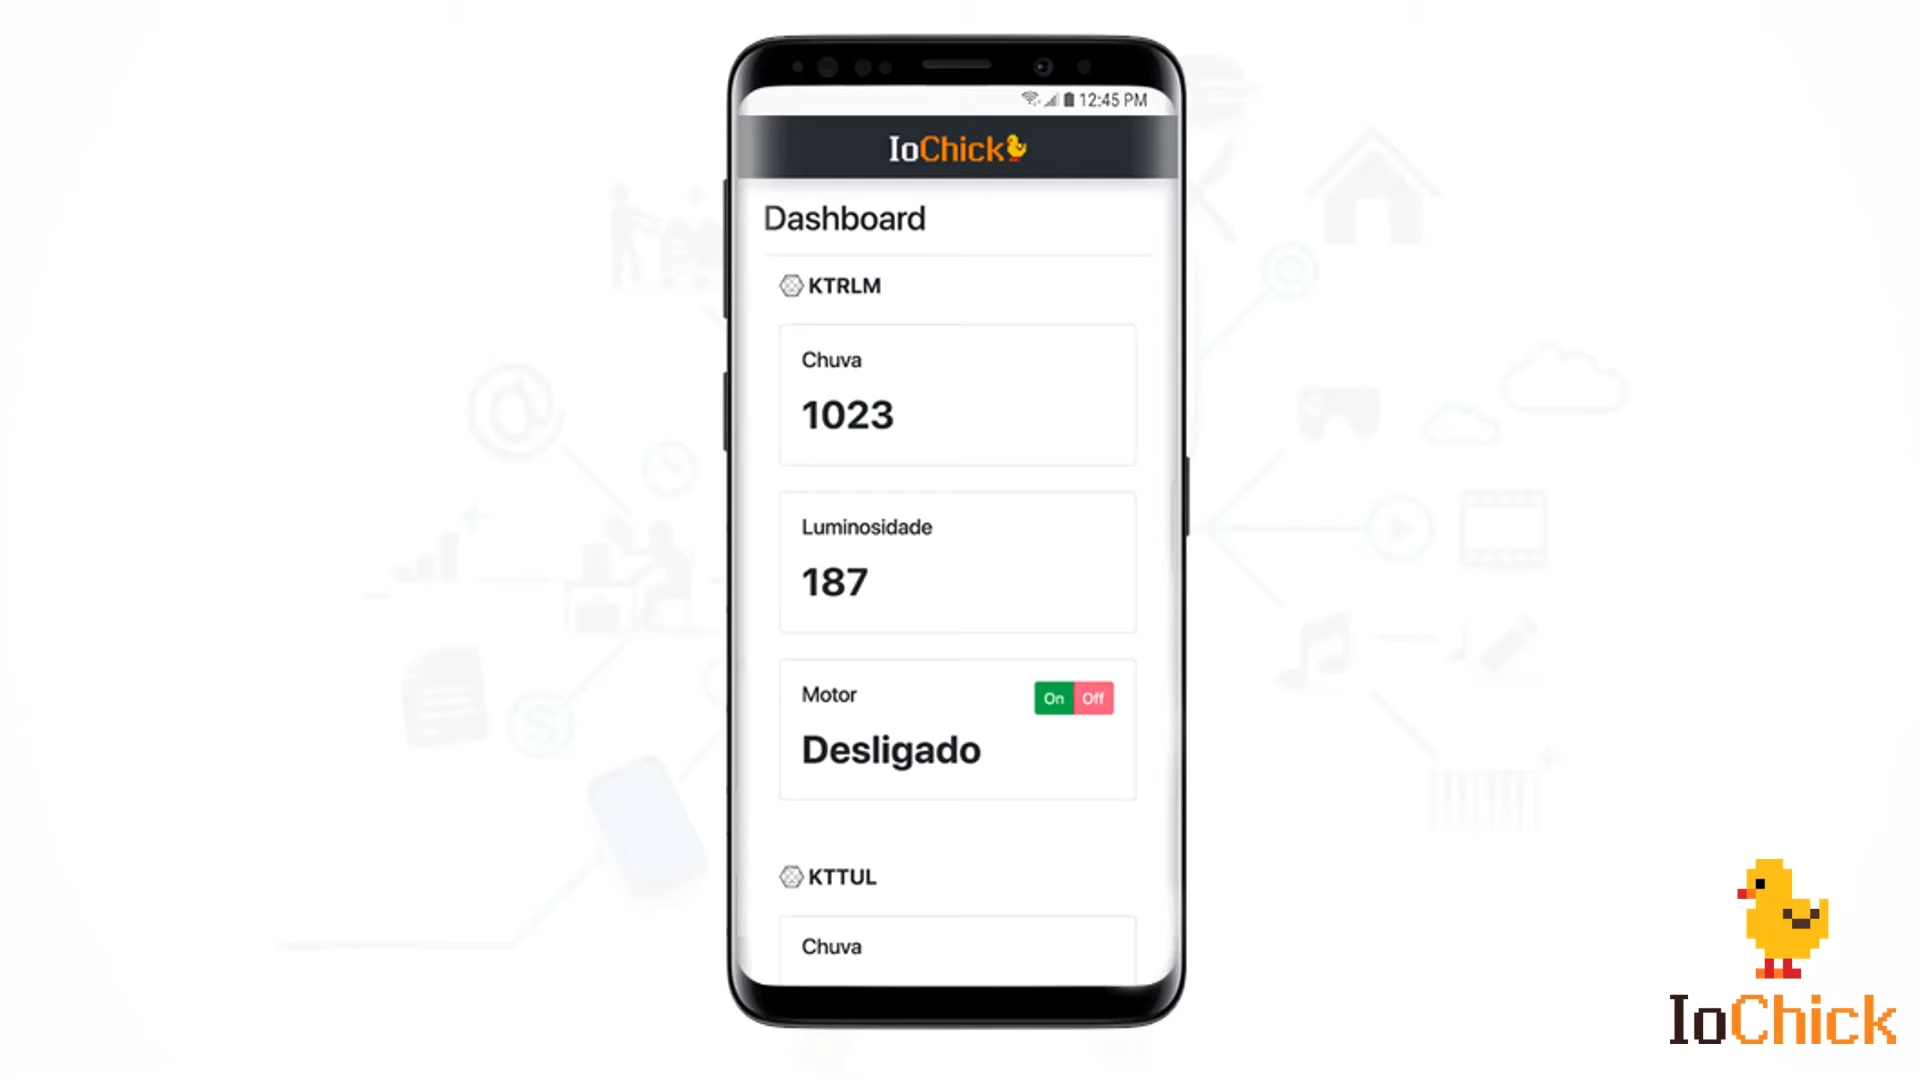 12:45 PM
IoChick
Dashboard
KTRLM
Chuva
1023
Luminosidade
187
Motor
On Off
Desligado
KTTUL
Chuva
IoChick